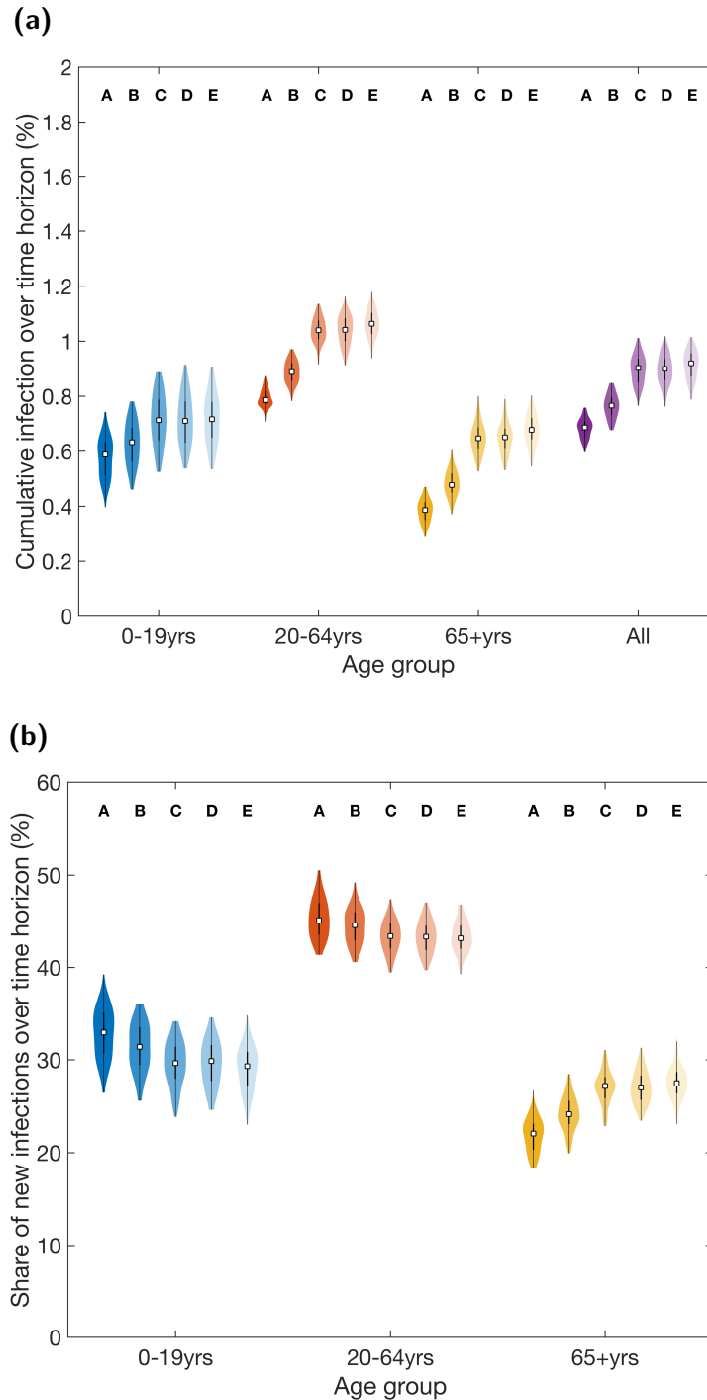 (a)
Cumulative infection over time horizon (%)
2
1.8
1.6
1.4
1.2
1
0.8
0.6
0.4
0.2
0
A B C D E A B C D E A B C D E A B C D E
0-19yrs 20-64yrs 65+yrs All
Age group
(b)
Share of new infections over time horizon (%)
60
50
40
30
20
10
0
A B C D E A B C D E A B C D E
0-19yrs 20-64yrs 65+yrs
Age group